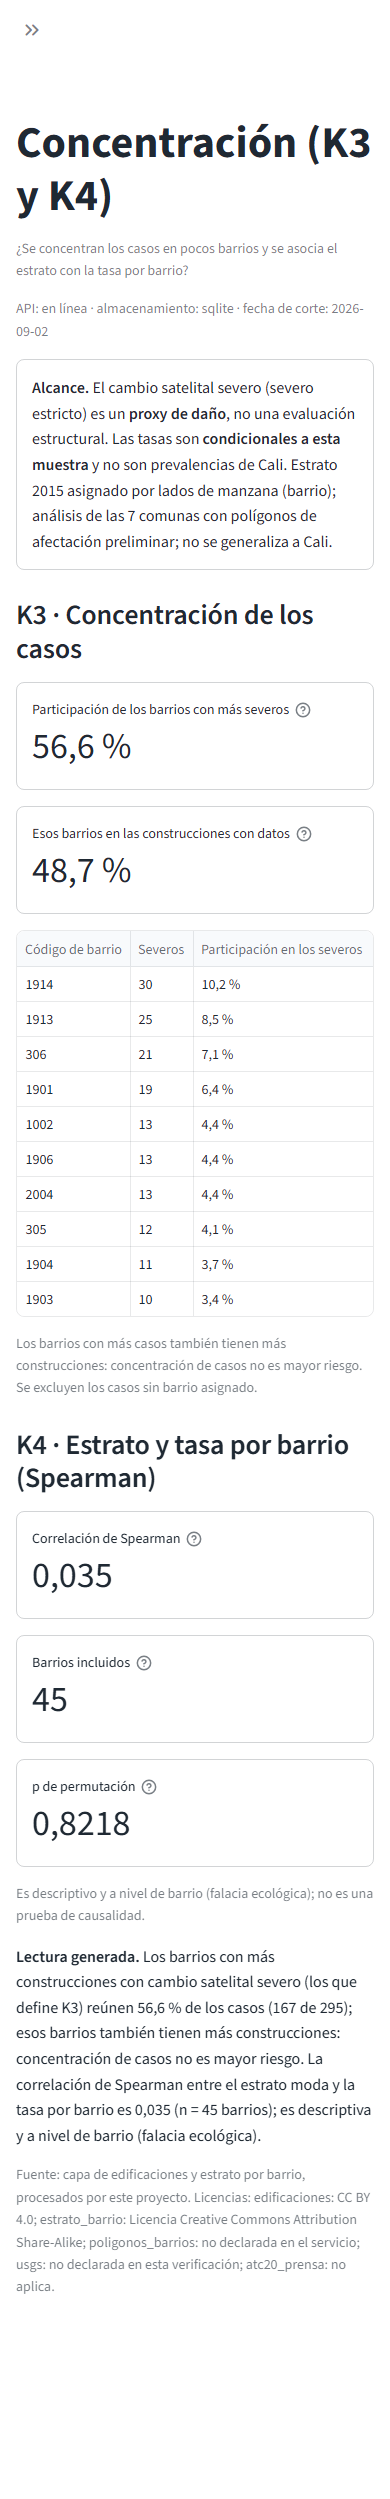 Concentración (K3
y K4)
¿Se concentran los casos en pocos barrios y se asocia el
estrato con la tasa por barrio?
API: en línea · almacenamiento: sqlite · fecha de corte: 2026-
09-02
Alcance. El cambio satelital severo (severo
estricto) es un proxy de daño, no una evaluación
estructural. Las tasas son condicionales a esta
muestra y no son prevalencias de Cali. Estrato
2015 asignado por lados de manzana (barrio);
análisis de las 7 comunas con polígonos de
afectación preliminar; no se generaliza a Cali.
K3 · Concentración de los
casos
Participación de los barrios con más severos
56,6 %
Esos barrios en las construcciones con datos
48,7 %
Código de barrio Severos Participación en los severos
1914 30 10,2 %
1913 25 8,5 %
306 21 7,1 %
1901 19 6,4 %
1002 13 4,4 %
1906 13 4,4 %
2004 13 4,4 %
305 12 4,1 %
1904 11 3,7 %
1903 10 3,4 %
Los barrios con más casos también tienen más
construcciones: concentración de casos no es mayor riesgo.
Se excluyen los casos sin barrio asignado.
K4 · Estrato y tasa por barrio
(Spearman)
Correlación de Spearman
0,035
Barrios incluidos
45
p de permutación
0,8218
Es descriptivo y a nivel de barrio (falacia ecológica); no es una
prueba de causalidad.
Lectura generada. Los barrios con más
construcciones con cambio satelital severo (los que
define K3) reúnen 56,6 % de los casos (167 de 295);
esos barrios también tienen más construcciones:
concentración de casos no es mayor riesgo. La
correlación de Spearman entre el estrato moda y la
tasa por barrio es 0,035 (n = 45 barrios); es descriptiva
y a nivel de barrio (falacia ecológica).
Fuente: capa de edificaciones y estrato por barrio,
procesados por este proyecto. Licencias: edificaciones: CC BY
4.0; estrato_barrio: Licencia Creative Commons Attribution
Share-Alike; poligonos_barrios: no declarada en el servicio;
usgs: no declarada en esta verificación; atc20_prensa: no
aplica.